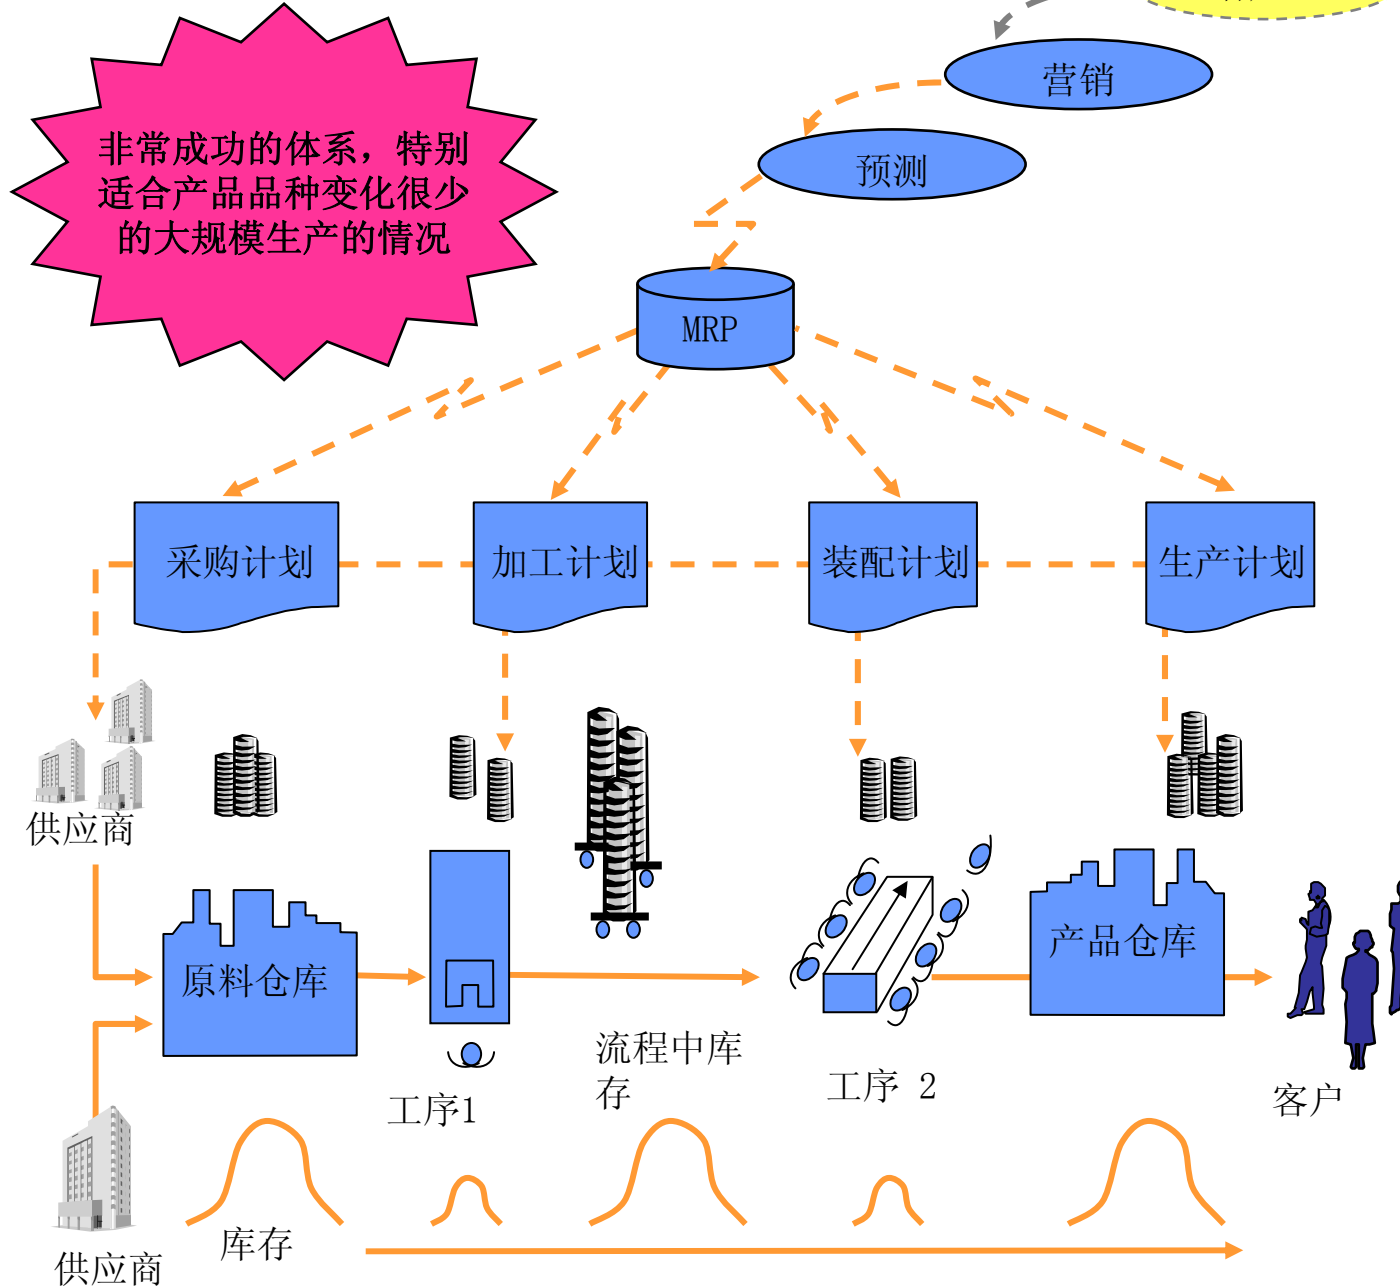 营销
预测
非常成功的体系，特别
适合产品品种变化很少
的大规模生产的情况
MRP
采购计划
加工计划
装配计划
生产计划
供应商
原料仓库
产品仓库
流程中库
存
工序1
工序 2
客户
库存
供应商